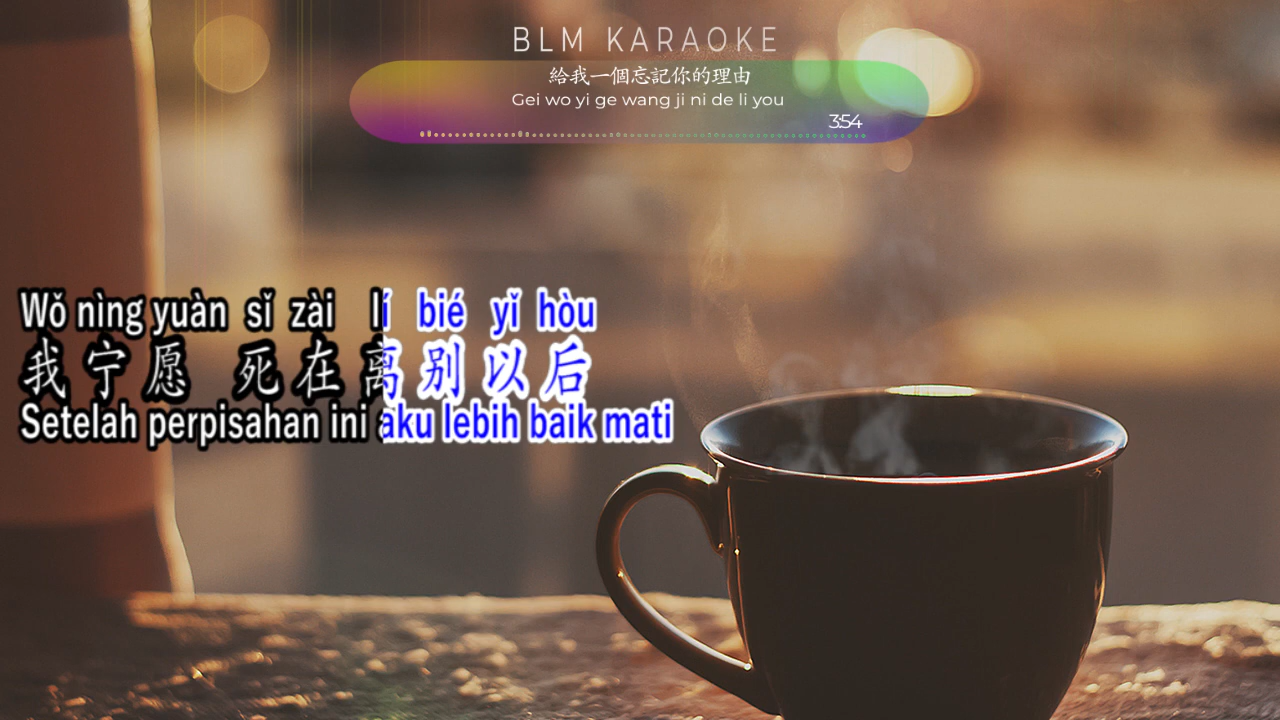 BLM KARAOKE
給我一個忘記你的理由
Gei wo yi ge wang ji ni de li you
3:54
Wǒ nìng yuàn sǐ zài lí bié yǐ hòu
我宁愿 死在离别以后
Setelah perpisahan ini aku lebih baik mati